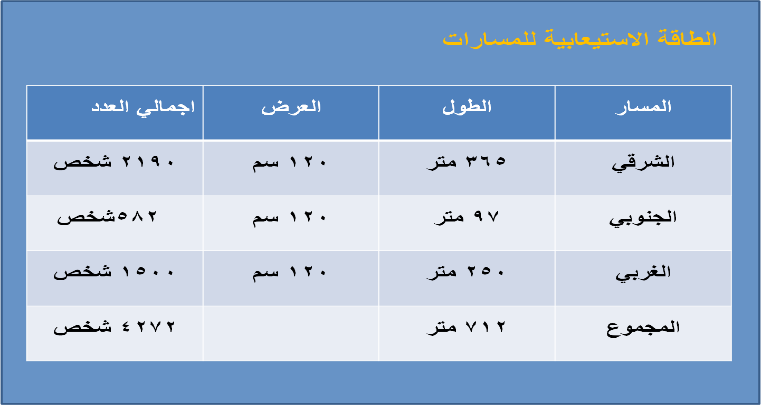 الطاقة الاستيعابية للمسارات
المسار الطول العرض اجمالي العدد
الشرقي ٣٦٥ متر ١٢٠ سم ٢١٩٠ شخص
الجنوبي ٩٧ متر ١٢٠ سم ٥٨٢شخص
الغربي ٢٥٠ متر ١٢٠ سم ١٥٠٠ شخص
المجموع ٧١٢ متر ٤٢٧٢ شخص